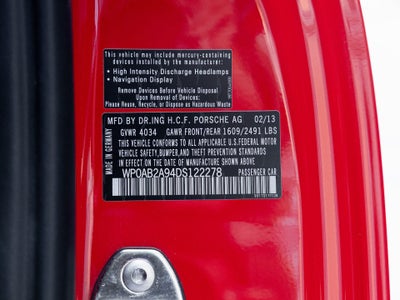 This vehicle may include mercury-containing
devices installed by the manufacturer:
• High Intensity Discharge Headlamps
• Navigation Display
Remove Devices Before Vehicle Disposal
Upon Removal of Devices
Please Reuse, Recycle, or Dispose as Hazardous Waste
MFD BY DR.ING H.C.F. PORSCHE AG 02/13
GVWR 4034 GAWR FRONT/REAR 1609/2491 LBS
THIS VEHICLE CONFORMS TO ALL APPLICABLE U.S.FEDERAL MOTOR
VEHICLE SAFETY,BUMPER,AND THEFT PREVENTION STANDARDS
IN EFFECT ON THE DATE OF MANUFACTURE SHOWN ABOVE
WP0AB2A94DS122278
PASSENGER CAR
MADE IN GERMANY